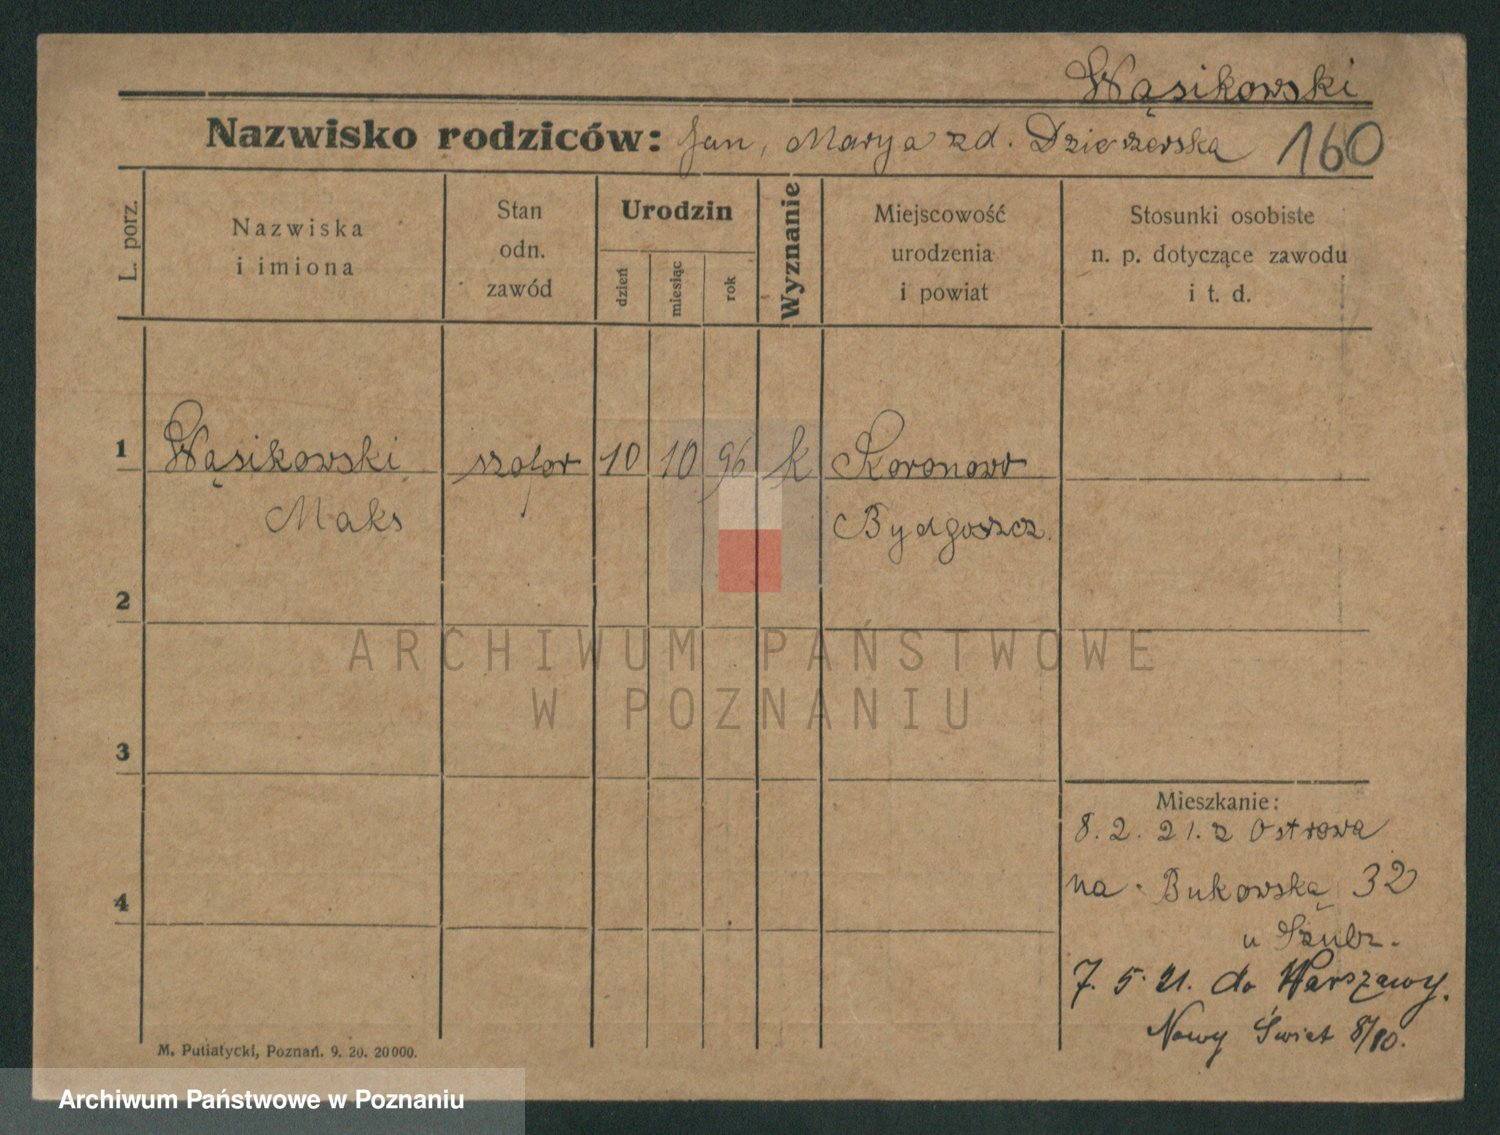 Wąsikowski
Nazwisko rodziców: Jan, Marya zd. Dzierzerska 160
L. porz.
Nazwiska
i imiona
Stan
odn.
zawód
Urodzin
dzień
miesiąc
rok
Wyznanie
Miejscowość
urodzenia
i powiat
Stosunki osobiste
n. p. dotyczące zawodu
i t. d.
1 Wąsikowski szofor 10 10 96 k Koronowo
Maks Bydgoszcz.
2
3
4
Mieszkanie:
8. 2. 21. z Ostrowa
na Bukowską 32
u
7. 5. 21. do Warszawy.
Nowy Świat 8/10.
M. Putiatycki, Poznań. 9. 20. 20000.
ARCHIWUM PAŃSTWOWE
W POZNANIU
Archiwum Państwowe w Poznaniu